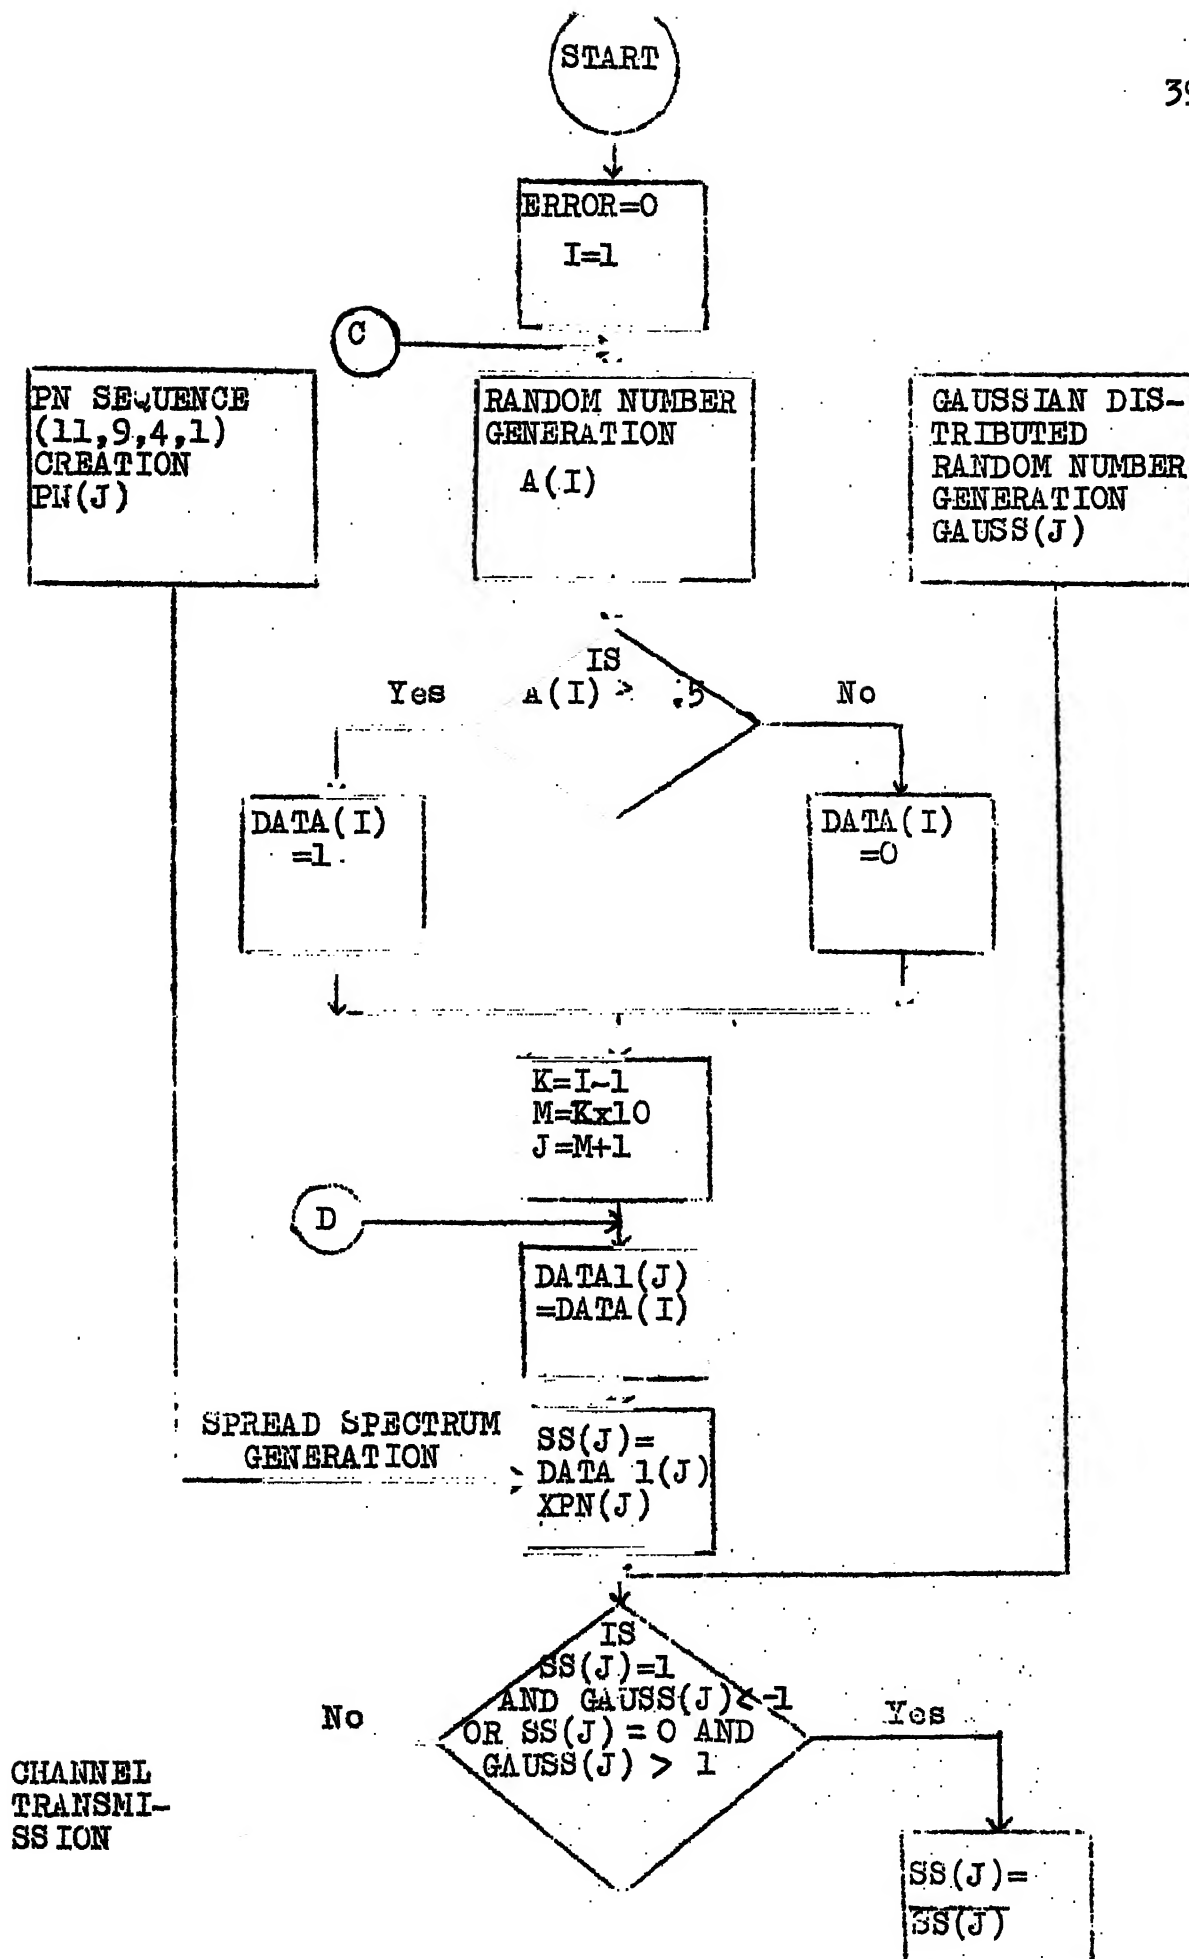 START
ERROR=0
I=1
C
PN SEQUENCE
(11,9,4,1)
CREATION
PN(J)
RANDOM NUMBER
GENERATION
A(I)
GAUSSIAN DIS-
TRIBUTED
RANDOM NUMBER
GENERATION
GAUSS(J)
IS
A(I) > .5
Yes
No
DATA(I)
=1
DATA(I)
=0
K=I-1
M=Kx10
J=M+1
D
DATA1(J)
=DATA(I)
SPREAD SPECTRUM
GENERATION
SS(J)=
DATA 1(J)
XPN(J)
IS
SS(J)=1
AND GAUSS(J)<-1
OR SS(J)=0 AND
GAUSS(J) > 1
No
Yes
CHANNEL
TRANSMI-
SSION
SS(J)=
S̅S̅(̅J̅)̅